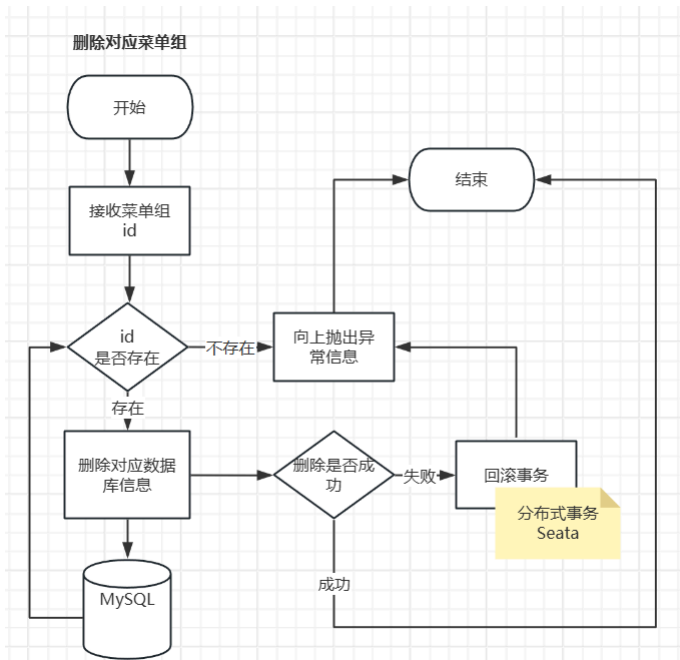 删除对应菜单组
开始
结束
接收菜单组
id
id
是否存在
不存在
向上抛出异
常信息
存在
删除对应数据
库信息
删除是否成
功
失败
回滚事务
分布式事务
Seata
成功
MySQL